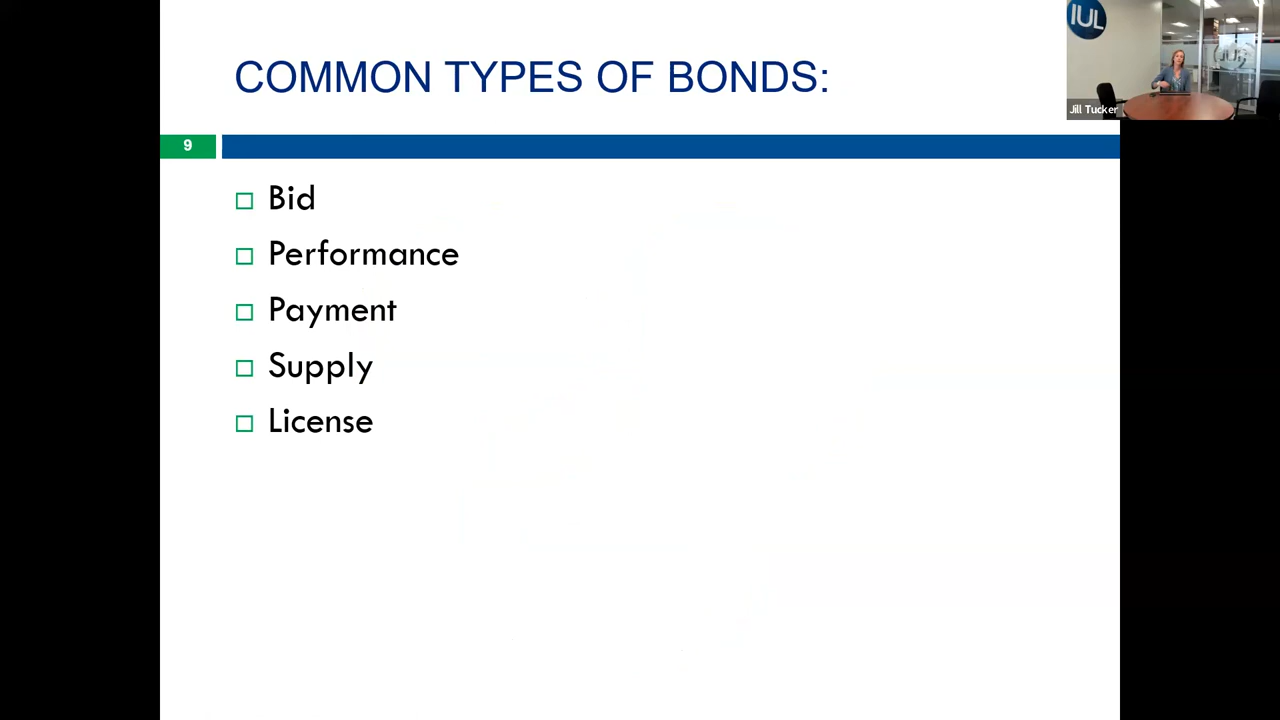 COMMON TYPES OF BONDS:
IUL
Jill Tucker
9
Bid
Performance
Payment
Supply
License